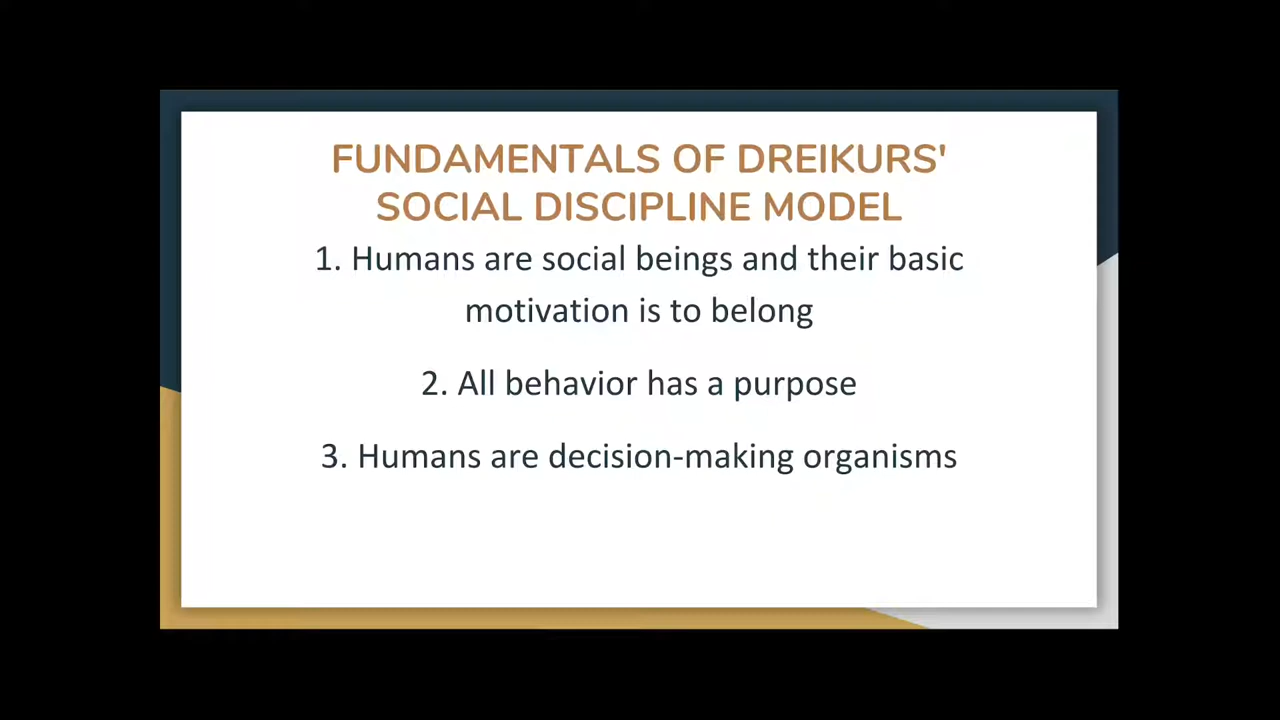 FUNDAMENTALS OF DREIKURS'
SOCIAL DISCIPLINE MODEL
1. Humans are social beings and their basic
motivation is to belong
2. All behavior has a purpose
3. Humans are decision-making organisms